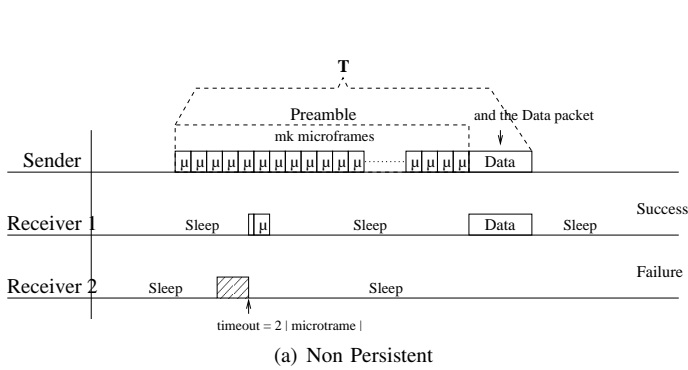 T
Preamble
and the Data packet
mk microframes
Sender μ μ μ μ μ μ μ μ μ μ μ μ μ μ μ μ Data
Success
Receiver 1 Sleep μ Sleep Data Sleep
Failure
Receiver 2 Sleep Sleep
timeout = 2 | microtrame |
(a) Non Persistent